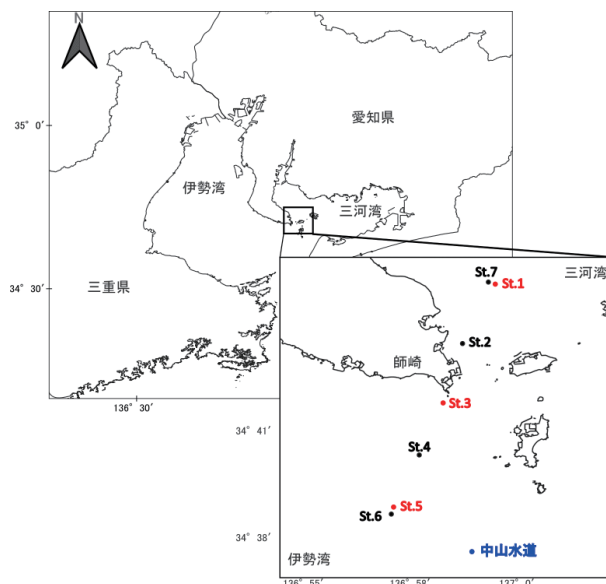 N
35° 0′
愛知県
伊勢湾
三河湾
34° 30′
三重県
136° 30′
St.7
St.1
三河湾
St.2
師崎
St.3
34° 41′
St.4
St.5
St.6
34° 38′
中山水道
伊勢湾
136° 55′
136° 58′
137° 0′